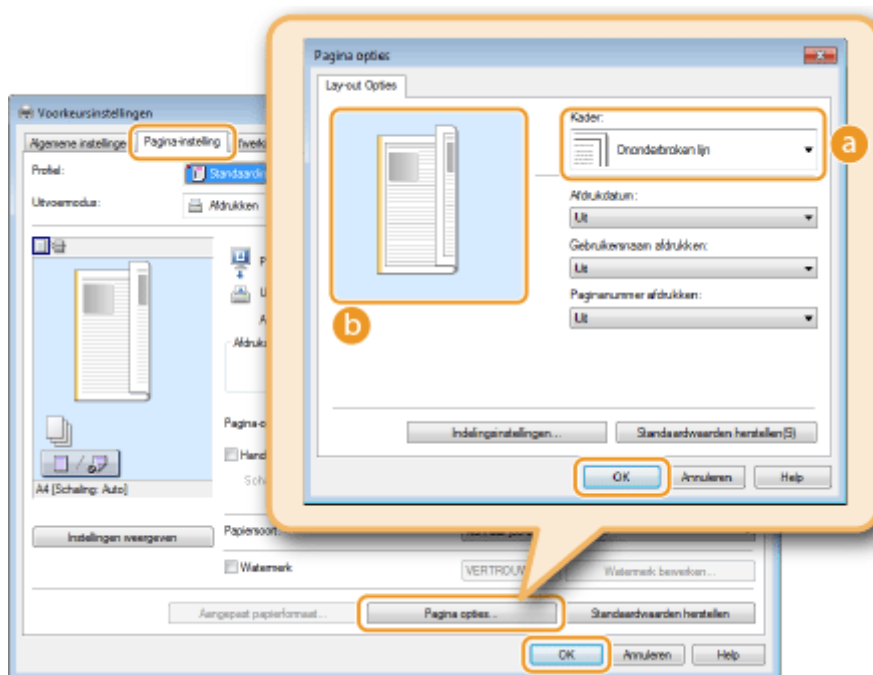 Pagina opties
Lay-out Opties
Kader:
Ononderbroken lijn
a
Afdrukdatum:
Uit
Gebruikersnaam afdrukken:
Uit
Paginanummer afdrukken:
Uit
b
Indelingsinstellingen...
Standaardwaarden herstellen(S)
OK
Annuleren
Help
Voorkeursinstellingen
Algemene instellinge
Pagina-instelling
Profiel:
Uitvoermodus:
Afdrukken
A4 [Schaling: Auto]
Instellingen weergeven
Papiersoort:
Watermerk
Watermerk bewerken...
Aangepast papierformaat...
Pagina opties...
Standaardwaarden herstellen
OK
Annuleren
Help